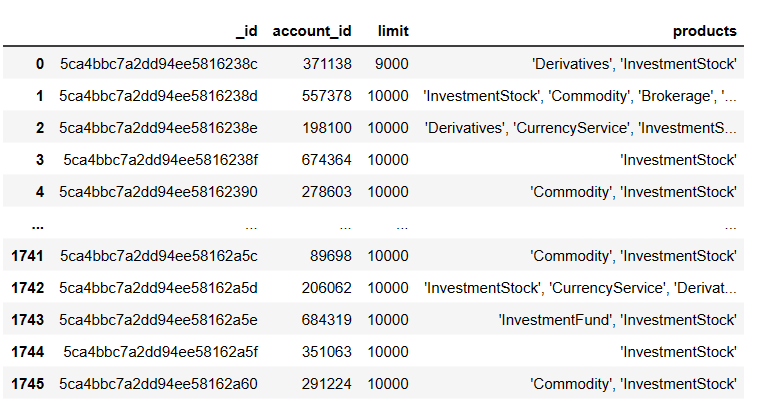 _id account_id limit products
0 5ca4bbc7a2dd94ee5816238c 371138 9000 'Derivatives', 'InvestmentStock'
1 5ca4bbc7a2dd94ee5816238d 557378 10000 'InvestmentStock', 'Commodity', 'Brokerage', '...
2 5ca4bbc7a2dd94ee5816238e 198100 10000 'Derivatives', 'CurrencyService', 'InvestmentS...
3 5ca4bbc7a2dd94ee5816238f 674364 10000 'InvestmentStock'
4 5ca4bbc7a2dd94ee58162390 278603 10000 'Commodity', 'InvestmentStock'
... ... ... ... ...
1741 5ca4bbc7a2dd94ee58162a5c 89698 10000 'Commodity', 'InvestmentStock'
1742 5ca4bbc7a2dd94ee58162a5d 206062 10000 'InvestmentStock', 'CurrencyService', 'Derivat...
1743 5ca4bbc7a2dd94ee58162a5e 684319 10000 'InvestmentFund', 'InvestmentStock'
1744 5ca4bbc7a2dd94ee58162a5f 351063 10000 'InvestmentStock'
1745 5ca4bbc7a2dd94ee58162a60 291224 10000 'Commodity', 'InvestmentStock'